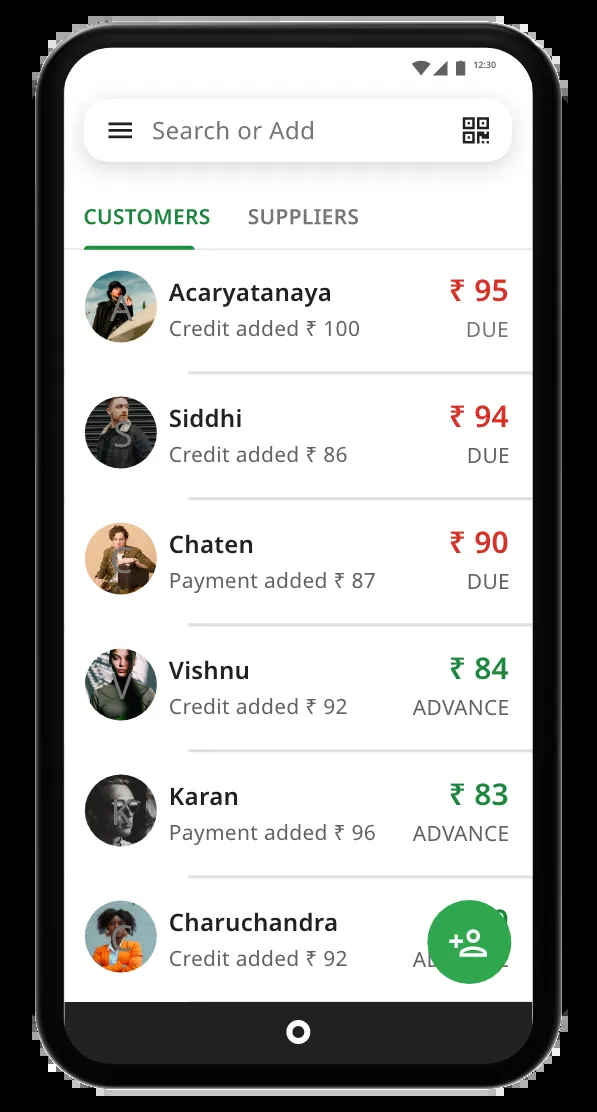 12:30
Search or Add
CUSTOMERS SUPPLIERS
A
Acaryatanaya ₹ 95
Credit added ₹ 100 DUE
S
Siddhi ₹ 94
Credit added ₹ 86 DUE
Chaten ₹ 90
Payment added ₹ 87 DUE
V
Vishnu ₹ 84
Credit added ₹ 92 ADVANCE
K
Karan ₹ 83
Payment added ₹ 96 ADVANCE
C
Charuchandra
Credit added ₹ 92